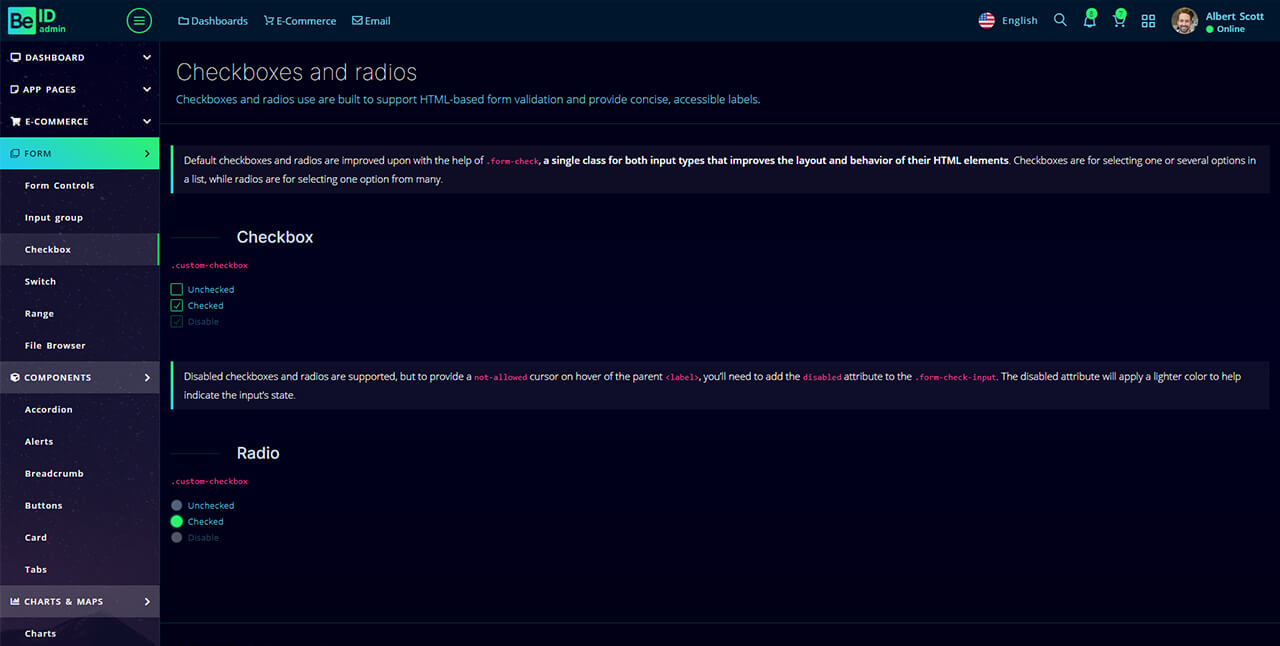 Be ID admin
Dashboards E-Commerce Email
English 8 7 Albert Scott
Online
DASHBOARD
APP PAGES
E-COMMERCE
FORM
Form Controls
Input group
Checkbox
Switch
Range
File Browser
COMPONENTS
Accordion
Alerts
Breadcrumb
Buttons
Card
Tabs
CHARTS & MAPS
Charts
Checkboxes and radios
Checkboxes and radios use are built to support HTML-based form validation and provide concise, accessible labels.
Default checkboxes and radios are improved upon with the help of .form-check, a single class for both input types that improves the layout and behavior of their HTML elements. Checkboxes are for selecting one or several options in
a list, while radios are for selecting one option from many.
Checkbox
.custom-checkbox
Unchecked
Checked
Disable
Disabled checkboxes and radios are supported, but to provide a not-allowed cursor on hover of the parent <label>, you'll need to add the disabled attribute to the .form-check-input. The disabled attribute will apply a lighter color to help
indicate the input's state.
Radio
.custom-checkbox
Unchecked
Checked
Disable